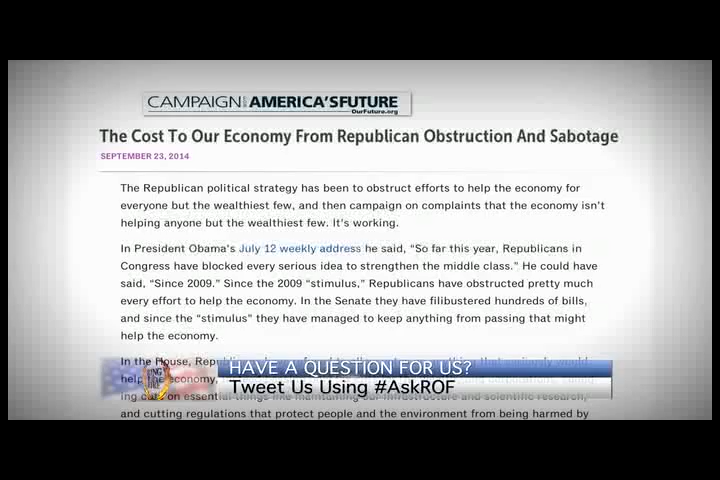 CAMPAIGN FOR AMERICA'S FUTURE
OurFuture.org
The Cost To Our Economy From Republican Obstruction And Sabotage
SEPTEMBER 23, 2014
The Republican political strategy has been to obstruct efforts to help the economy for
everyone but the wealthiest few, and then campaign on complaints that the economy isn't
helping anyone but the wealthiest few. It's working.
In President Obama's July 12 weekly address he said, “So far this year, Republicans in
Congress have blocked every serious idea to strengthen the middle class.” He could have
said, “Since 2009.” Since the 2009 “stimulus,” Republicans have obstructed pretty much
every effort to help the economy. In the Senate they have filibustered hundreds of bills,
and since the “stimulus” they have managed to keep anything from passing that might
help the economy.
In the House,
HAVE A QUESTION FOR US?
help economy,
Tweet Us Using #AskROF
on essential things
and scientific research,
and cutting regulations that protect people and the environment from being harmed by